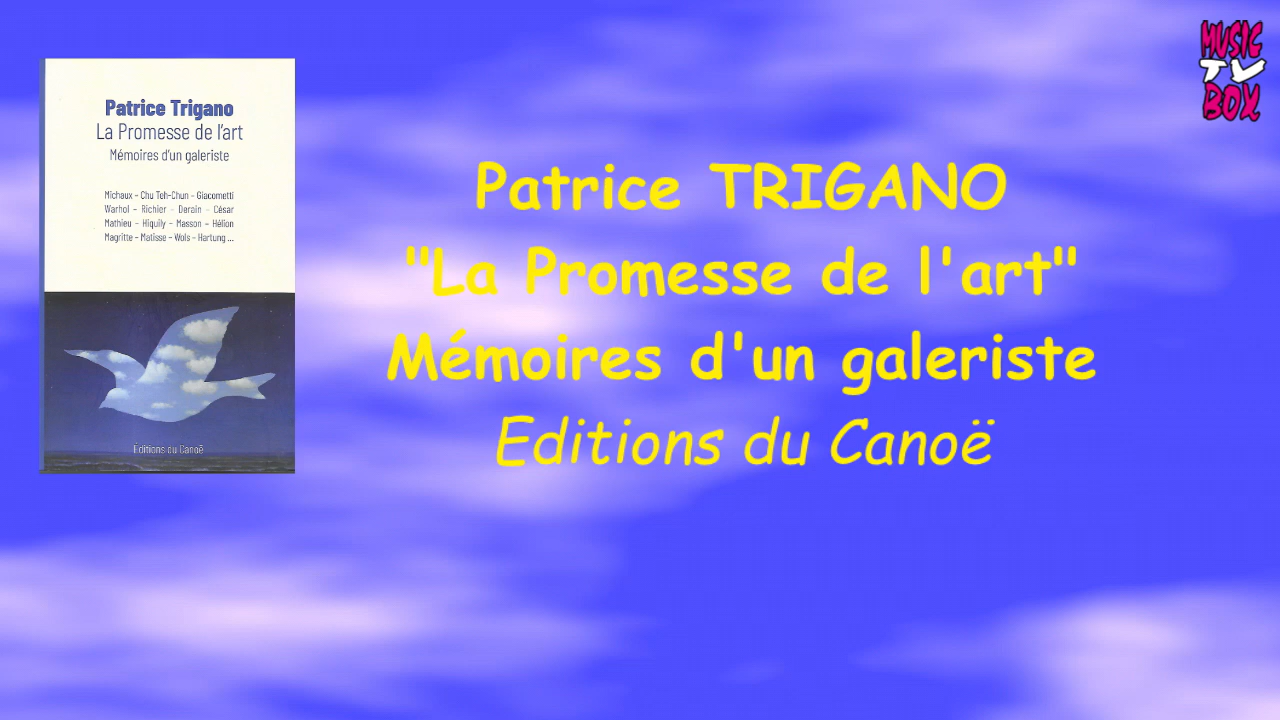 MUSIC
TV
BOX
Patrice Trigano
La Promesse de l'art
Mémoires d'un galeriste
Michaux - Chu Teh-Chun - Giacometti
Warhol - Richier - Derain - César
Mathieu - Hiquily - Masson - Hélion
Magritte - Matisse - Wols - Hartung ...
Éditions du Canoë
Patrice TRIGANO
"La Promesse de l'art"
Mémoires d'un galeriste
Editions du Canoë